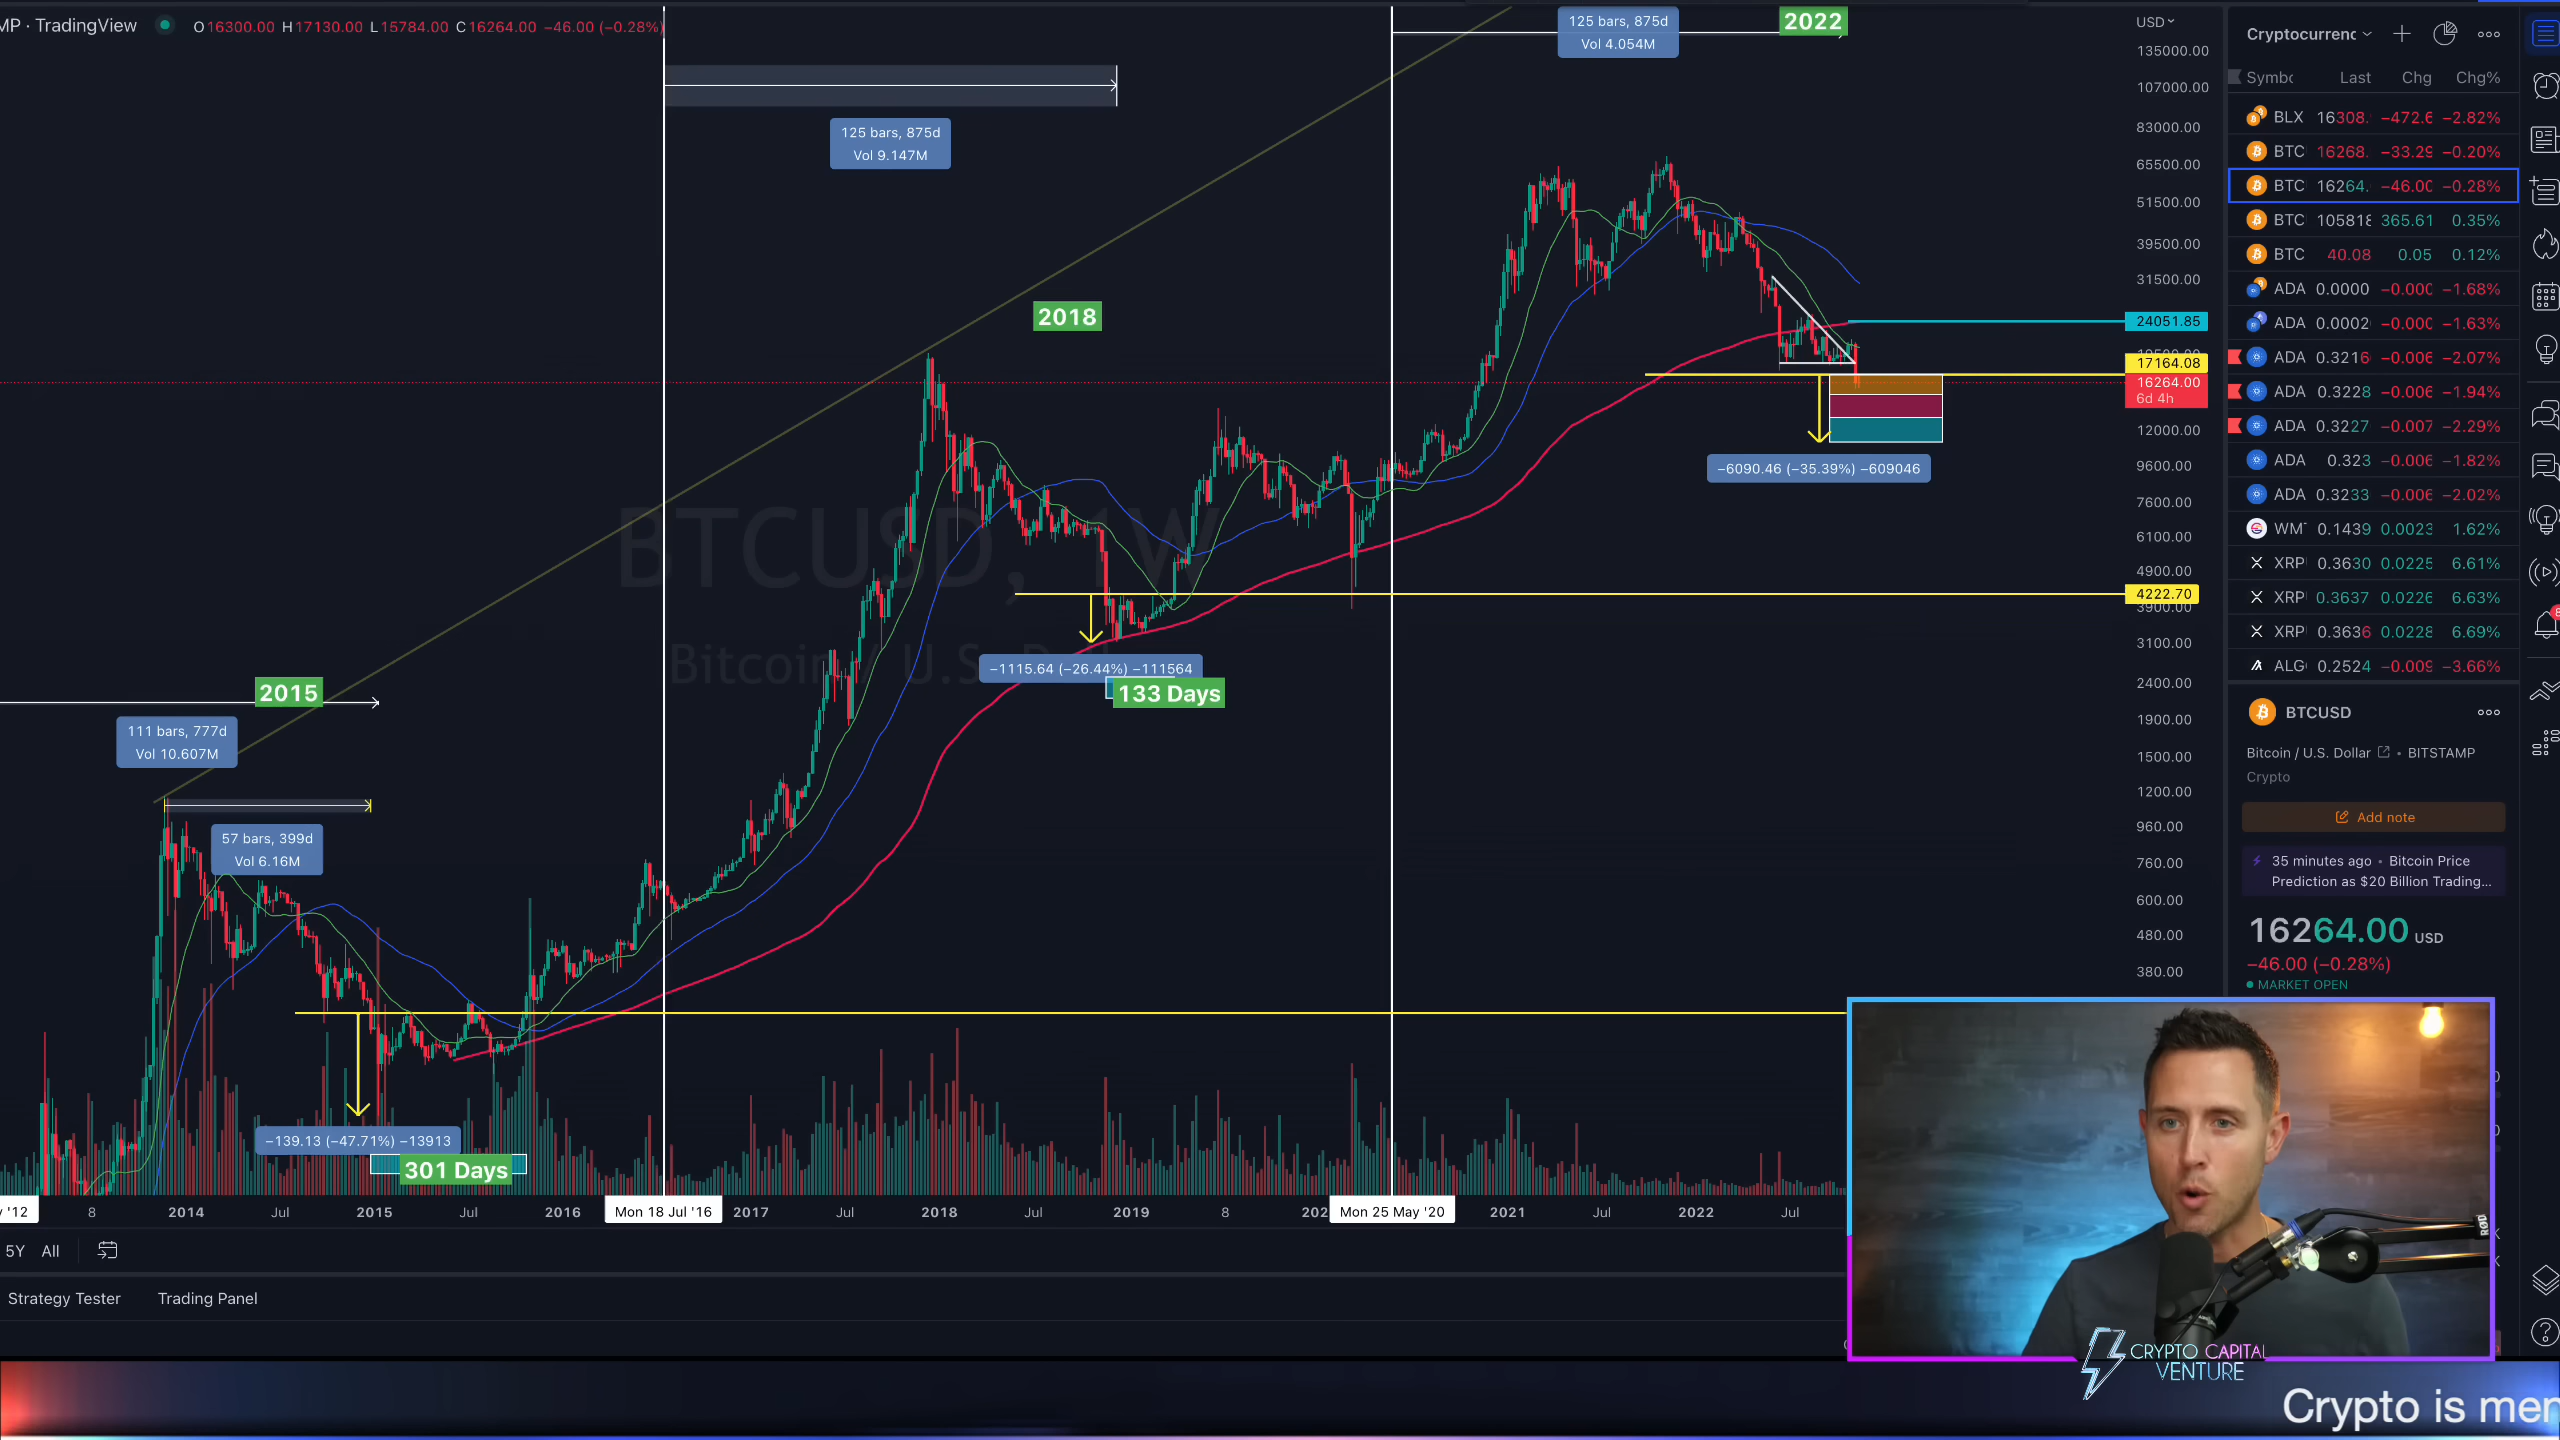 MP · TradingView
O16300.00 H17130.00 L15784.00 C16264.00 −46.00 (−0.28%)
125 bars, 875d
Vol 4.054M
2022
125 bars, 875d
Vol 9.147M
2018
2015
111 bars, 777d
Vol 10.607M
57 bars, 399d
Vol 6.16M
BTCUSD, 1W
Bitcoin / U.S.
−6090.46 (−35.39%) −609046
−1115.64 (−26.44%) −111564
133 Days
−139.13 (−47.71%) −13913
301 Days
USD
135000.00
107000.00
83000.00
65500.00
51500.00
39500.00
31500.00
24051.85
17164.08
16264.00
6d 4h
12000.00
9600.00
7600.00
6100.00
4900.00
4222.70
3900.00
3100.00
2400.00
1900.00
1500.00
1200.00
960.00
760.00
600.00
480.00
380.00
'12 8 2014 Jul 2015 Jul 2016 Mon 18 Jul '16 2017 Jul 2018 Jul 2019 8 202 Mon 25 May '20 2021 Jul 2022 Jul
5Y All
Strategy Tester Trading Panel
Cryptocurrenc
Symbo Last Chg Chg%
BLX 16308. −472.6 −2.82%
BTC 16268. −33.29 −0.20%
BTC 16264. −46.00 −0.28%
BTC 105818 365.61 0.35%
BTC 40.08 0.05 0.12%
ADA 0.0000 −0.000 −1.68%
ADA 0.0002 −0.000 −1.63%
ADA 0.3216 −0.006 −2.07%
ADA 0.3228 −0.006 −1.94%
ADA 0.3227 −0.007 −2.29%
ADA 0.323 −0.006 −1.82%
ADA 0.3233 −0.006 −2.02%
WMT 0.1439 0.0023 1.62%
XRP 0.3630 0.0225 6.61%
XRP 0.3637 0.0226 6.63%
XRP 0.3636 0.0228 6.69%
ALG 0.2524 −0.009 −3.66%
BTCUSD
Bitcoin / U.S. Dollar • BITSTAMP
Crypto
Add note
35 minutes ago • Bitcoin Price
Prediction as $20 Billion Trading...
16264.00 USD
−46.00 (−0.28%)
MARKET OPEN
RØDE
CRYPTO CAPITAL
VENTURE
Crypto is mer